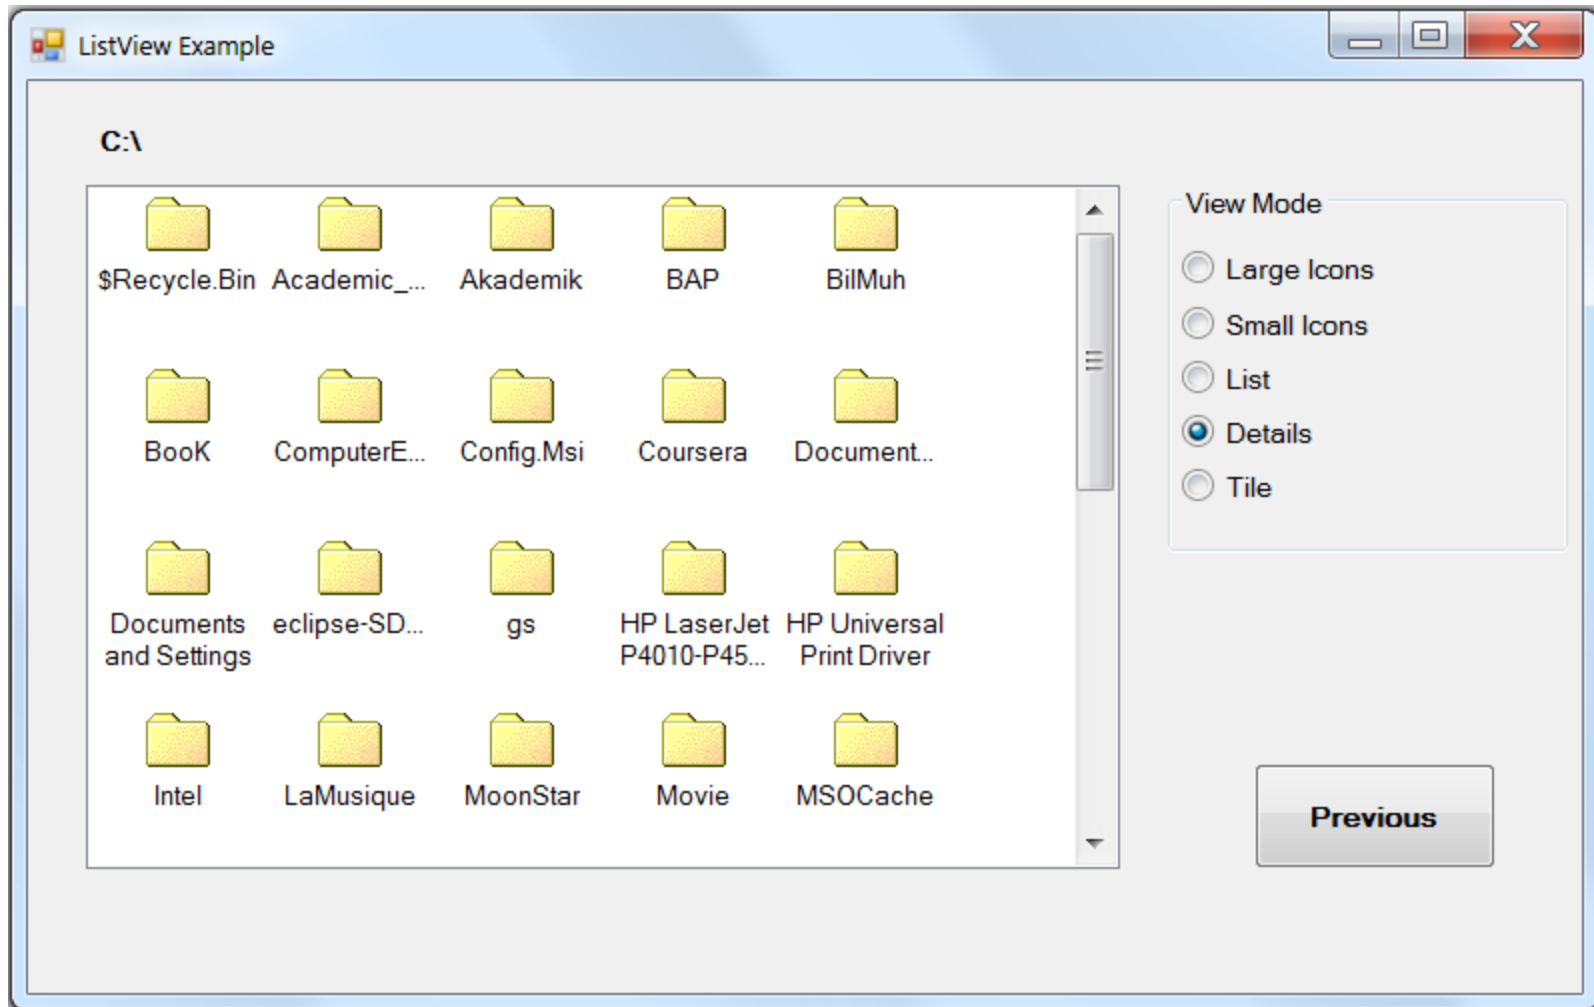 ListView Example
C:\
$Recycle.Bin
Academic_...
Akademik
BAP
BilMuh
BooK
ComputerE...
Config.Msi
Coursera
Document...
Documents
and Settings
eclipse-SD...
gs
HP LaserJet
P4010-P45...
HP Universal
Print Driver
Intel
LaMusique
MoonStar
Movie
MSOCache
View Mode
Large Icons
Small Icons
List
Details
Tile
Previous